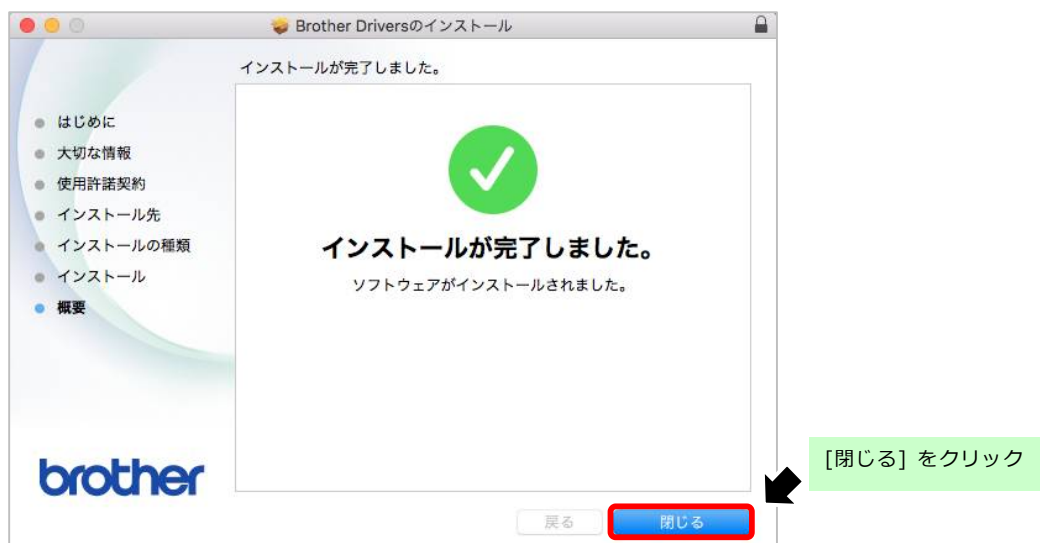 Brother Driversのインストール
インストールが完了しました。
はじめに
大切な情報
使用許諾契約
インストール先
インストールの種類
インストール
概要
インストールが完了しました。
ソフトウェアがインストールされました。
brother
戻る
閉じる
[閉じる] をクリック